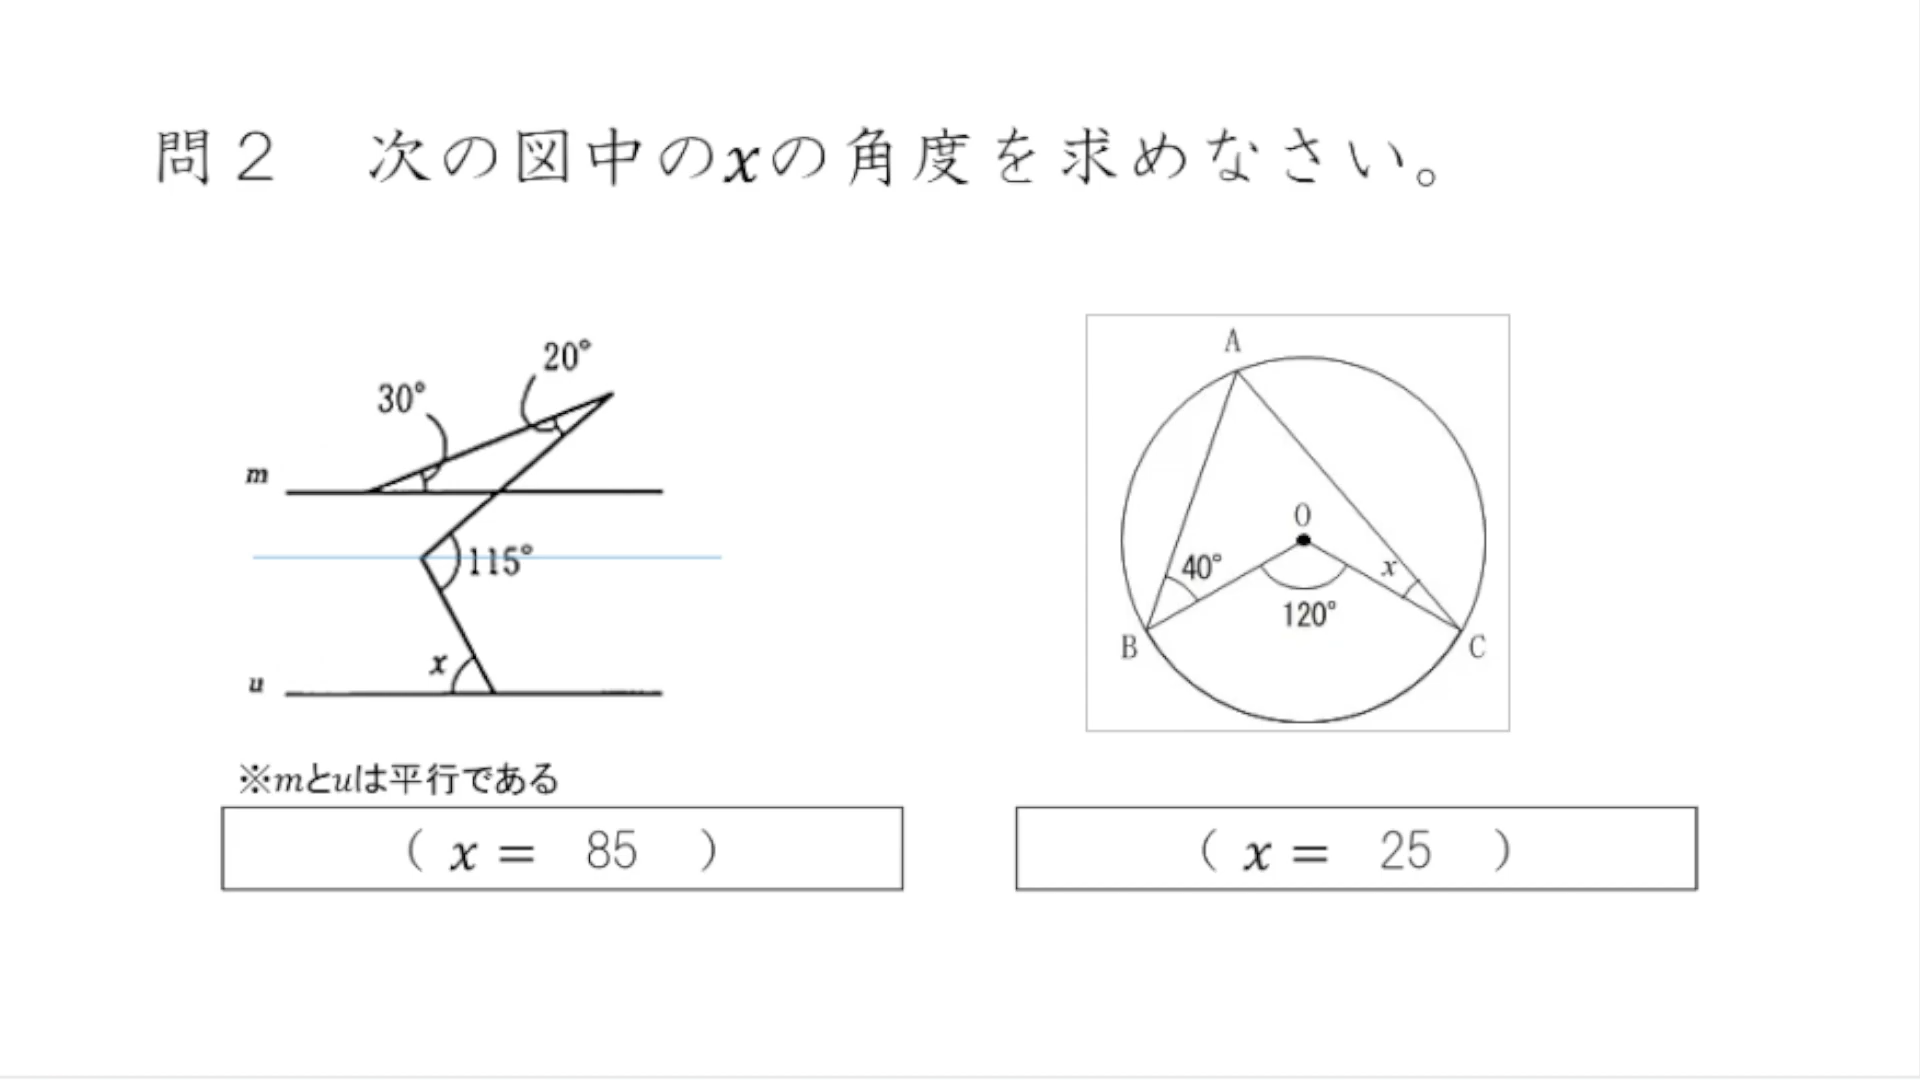 問２　次の図中のxの角度を求めなさい。
20°
30°
m
115°
x
u
※mとuは平行である
（ x = 85 ）
A
O
40°
x
120°
B
C
（ x = 25 ）